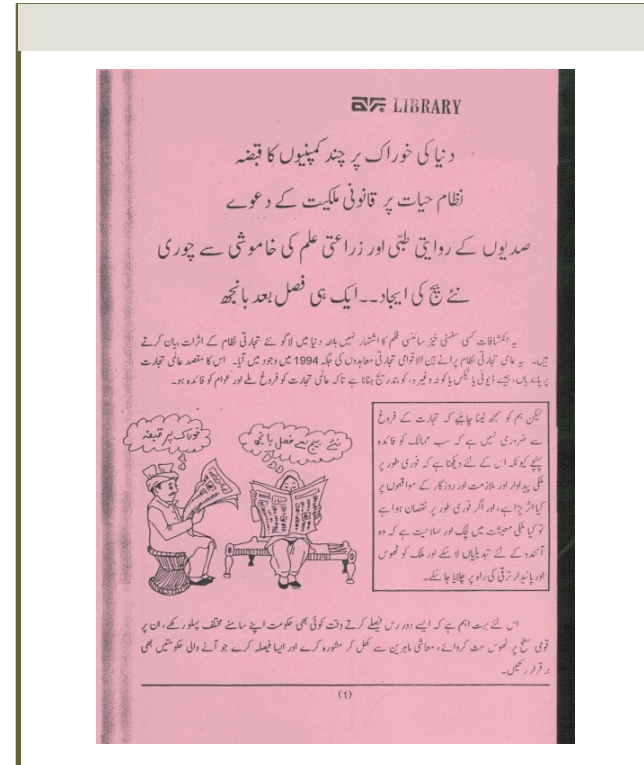 LIBRARY
دنیا کی خوراک پر چند کمپنیوں کا قبضہ
نظام حیات پر قانونی ملکیت کے دعوے
صدیوں کے روایتی طبّی اور زراعتی علم کی خاموشی سے چوری
نئے بیج کی ایجاد۔۔ایک ہی فصل بعد بانجھ
یہ انکشافات کسی سنسنی خیز سائنسی فلم کا اشتہار نہیں بلکہ دنیا میں لاگو نئے تجارتی نظام کے اثرات بیان کرتے
ہیں۔ یہ عالمی تجارتی نظام پرانے بین الاقوامی تجارتی معاہدوں کی جگہ 1994 میں وجود میں آیا۔ اس کا مقصد عالمی تجارت
پر پابندیاں، جیسے ڈیوٹی یا ٹیکس یا کوٹہ وغیرہ، کو بتدریج ہٹانا ہے تاکہ عالمی تجارت کو فروغ ملے اور عوام کو فائدہ ہو۔
خوراک پر قبضہ
نئے بیج سے فصل بانجھ
لیکن ہم کو سمجھ لینا چاہیے کہ تجارت کے فروغ
سے ضروری نہیں ہے کہ سب ممالک کو فائدہ
پہنچے کیونکہ اس کے لئے دیکھنا ہے کہ فوری طور پر
ملکی پیداوار اور ملازمت اور روزگار کے مواقعوں پر
کیا اثر پڑا ہے، اور اگر فوری طور پر نقصان ہوا ہے
تو کیا ملکی معیشت میں لچک اور صلاحیت ہے کہ وہ
آئندہ کے لئے تبدیلیاں لا سکے اور ملک کو ٹھوس
اور پائیدار ترقی کی راہ پر چلایا جا سکے۔
اس لئے بہت اہم ہے کہ ایسے دور رس فیصلے کرتے وقت کوئی بھی حکومت اپنے سامنے مختلف پہلو رکھے، ان پر
قومی سطح پر ٹھوس بحث کروائے، معاشی ماہرین سے کھل کر مشورہ کرے اور ایسا فیصلہ کرے جو آنے والی حکومتیں بھی
برقرار رکھیں۔
(1)